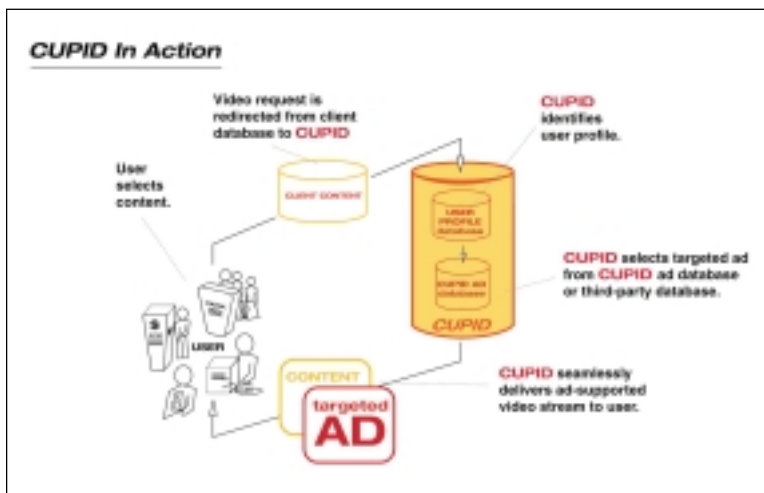 CUPID In Action
Video request is
redirected from client
database to CUPID
CUPID
identifies
user profile.
User
selects
content.
CLIENT CONTENT
USER
PROFILE
database
CUPID selects targeted ad
from CUPID ad database
or third-party database.
CUPID AD
database
CUPID
USER
CONTENT
targeted
AD
CUPID seamlessly
delivers ad-supported
video stream to user.